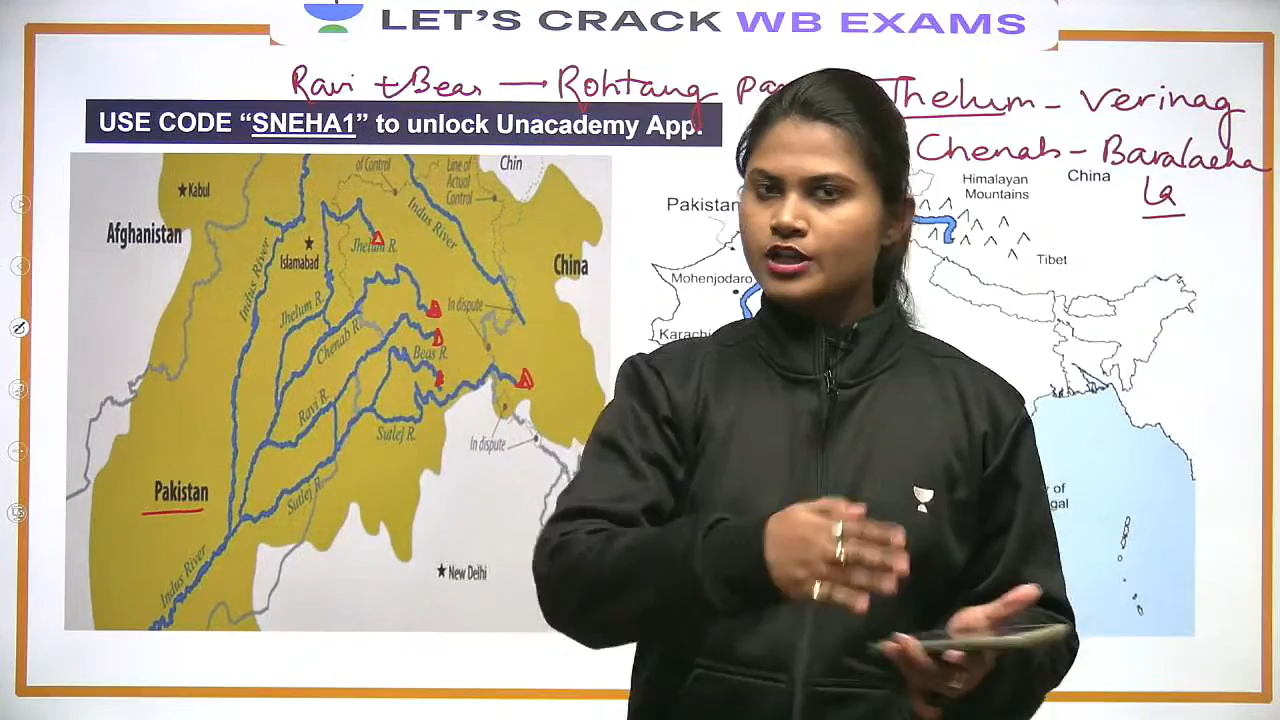 LET'S CRACK WB EXAMS
Ravi + Beas → Rohtang
Jhelum - Verinag
USE CODE “SNEHA1” to unlock Unacademy App.
Chenab - Baralacha
La
of Control
Line of
Actual
Control
Chin
Kabul
Afghanistan
Indus River
Islamabad
Jhelum R.
Indus River
China
In dispute
Jhelum R.
Chenab R.
Beas R.
Ravi R.
Sutlej R.
In dispute
Sutlej R.
Pakistan
Indus River
New Delhi
Himalayan
Mountains
China
Pakistan
Tibet
Mohenjodaro
of